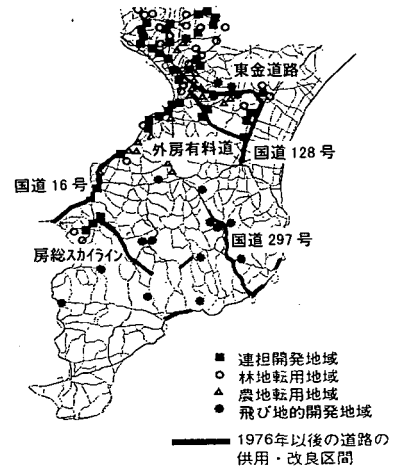 東金道路
外房有料道
国道128号
国道16号
国道297号
房総スカイライン
■ 連担開発地域
○ 林地転用地域
△ 農地転用地域
● 飛び地的開発地域
1976年以後の道路の
供用・改良区間